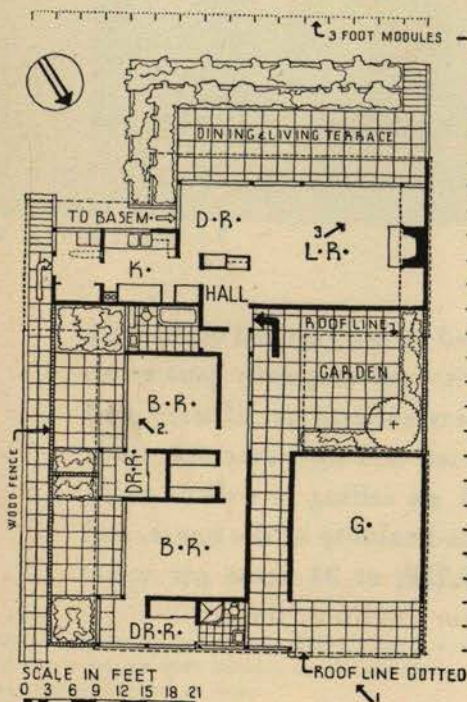 3 FOOT MODULES
DINING & LIVING TERRACE
TO BASEM.
D•R•
3
L•R•
K•
HALL
ROOF LINE
GARDEN
B•R•
2.
DR•R•
WOOD FENCE
G•
B•R•
DR•R•
SCALE IN FEET
0 3 6 9 12 15 18 21
ROOF LINE DOTTED
1